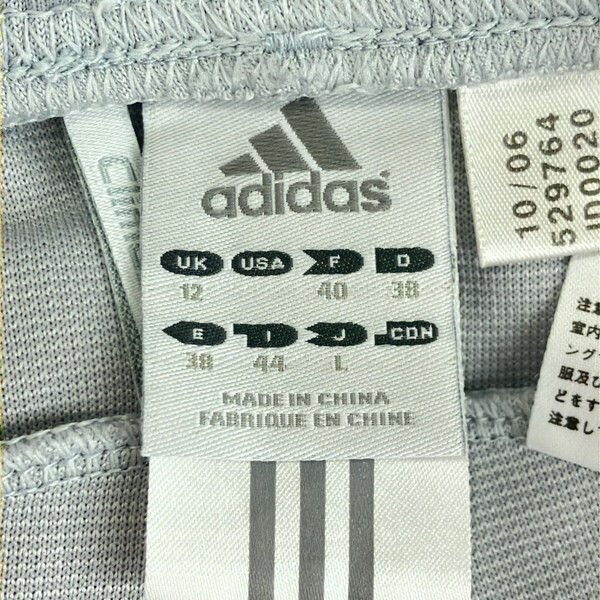 adidas
UK USA F D
12 40 38
E I J CDN
38 44 L
MADE IN CHINA
FABRIQUE EN CHINE
10/06
529764
ID0020
注意
室内
ング
服及び
どをす
注意して